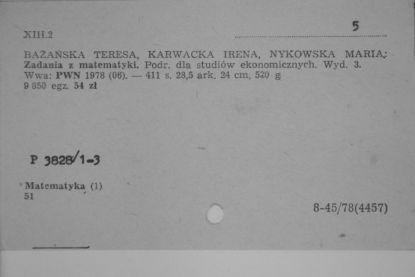 XIII.2 5
BAŻAŃSKA TERESA, KARWACKA IRENA, NYKOWSKA MARIA:
Zadania z matematyki. Podr. dla studiów ekonomicznych. Wyd. 3.
Wwa: PWN 1978 (06). — 411 s. 28,5 ark. 24 cm, 520 g
9 850 egz. 54 zł
P 3828/1-3
Matematyka (1)
51
8-45/78(4457)